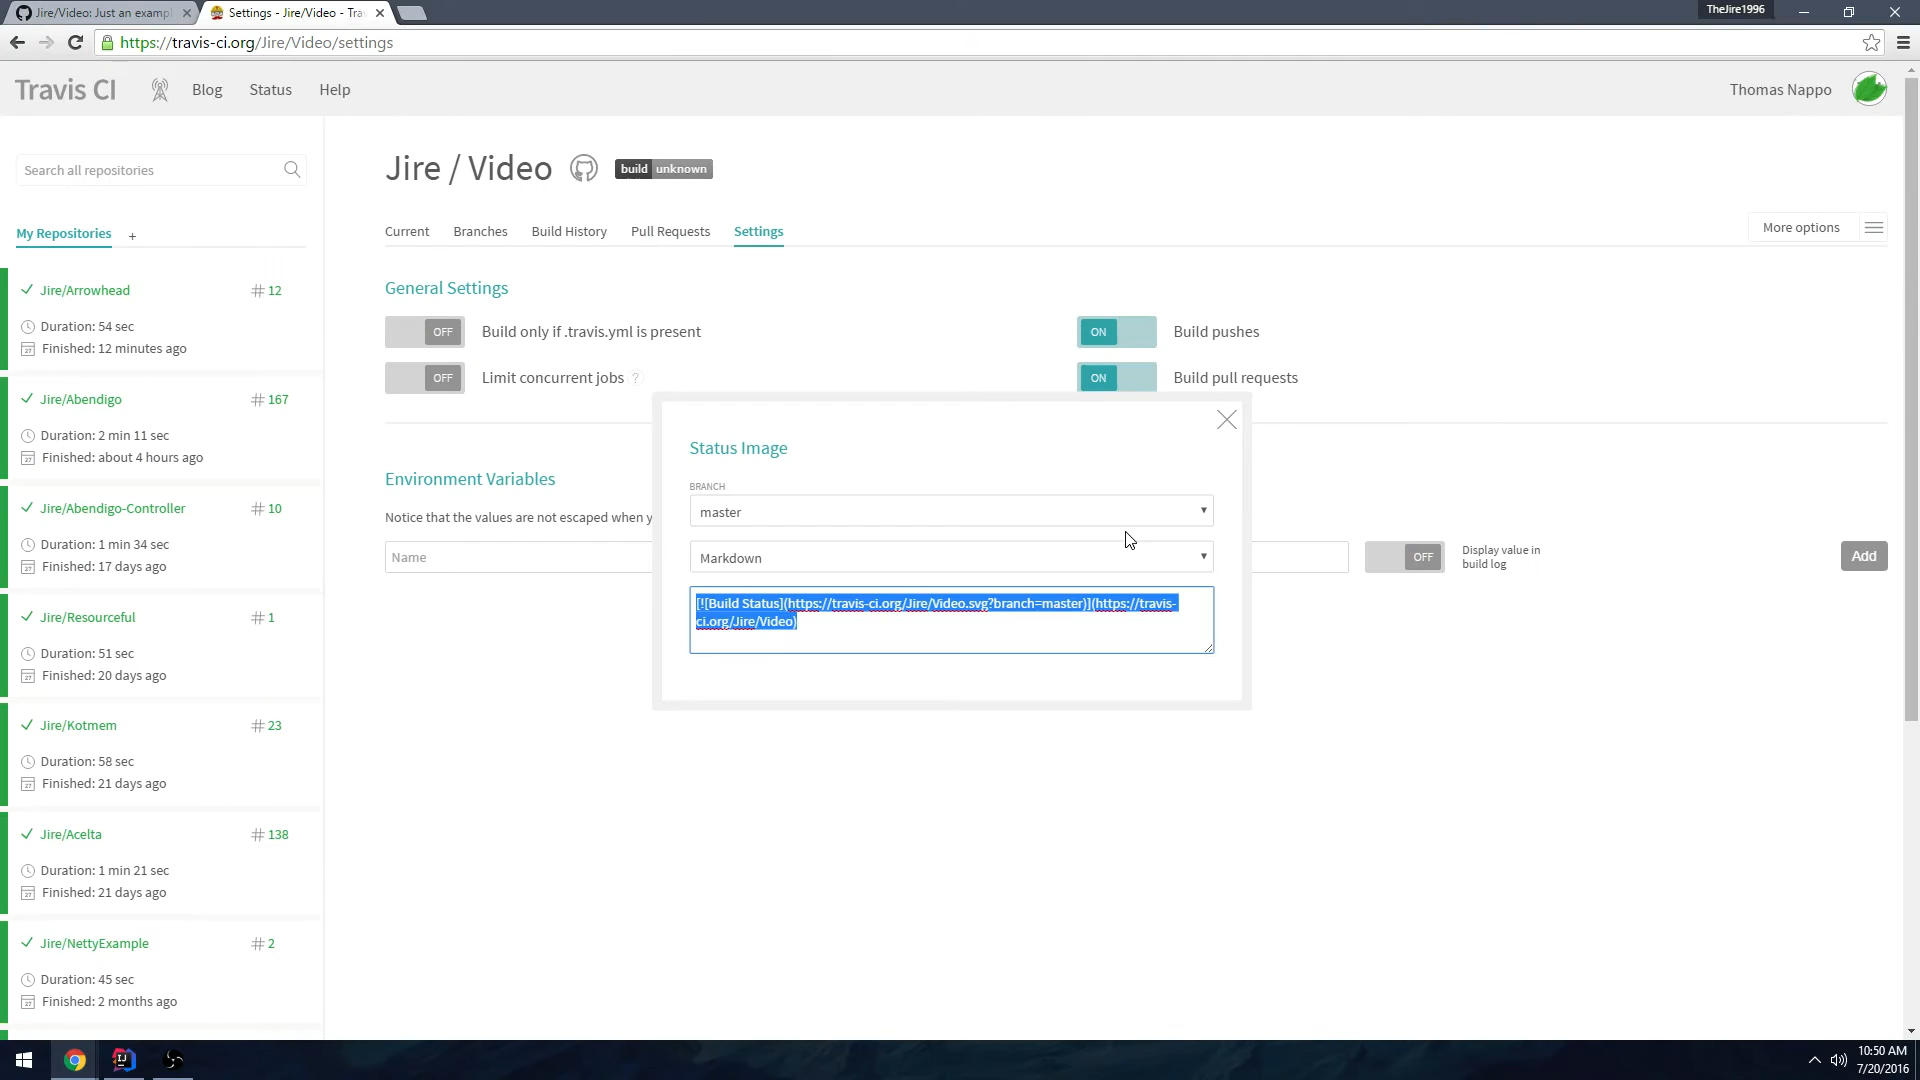 Jire/Video: Just an exampl
Settings - Jire/Video - Tra
TheJire1996
https://travis-ci.org/Jire/Video/settings
Travis CI
Blog
Status
Help
Thomas Nappo
Search all repositories
My Repositories +
Jire/Arrowhead # 12
Duration: 54 sec
Finished: 12 minutes ago
Jire/Abendigo # 167
Duration: 2 min 11 sec
Finished: about 4 hours ago
Jire/Abendigo-Controller # 10
Duration: 1 min 34 sec
Finished: 17 days ago
Jire/Resourceful # 1
Duration: 51 sec
Finished: 20 days ago
Jire/Kotmem # 23
Duration: 58 sec
Finished: 21 days ago
Jire/Acelta # 138
Duration: 1 min 21 sec
Finished: 21 days ago
Jire/NettyExample # 2
Duration: 45 sec
Finished: 2 months ago
Jire / Video build unknown
Current Branches Build History Pull Requests Settings
More options
General Settings
OFF Build only if .travis.yml is present
ON Build pushes
OFF Limit concurrent jobs ?
ON Build pull requests
Environment Variables
Notice that the values are not escaped when y
Name
OFF
Display value in
build log
Add
Status Image
BRANCH
master
Markdown
[![Build Status](https://travis-ci.org/Jire/Video.svg?branch=master)](https://travis-
ci.org/Jire/Video)
10:50 AM
7/20/2016